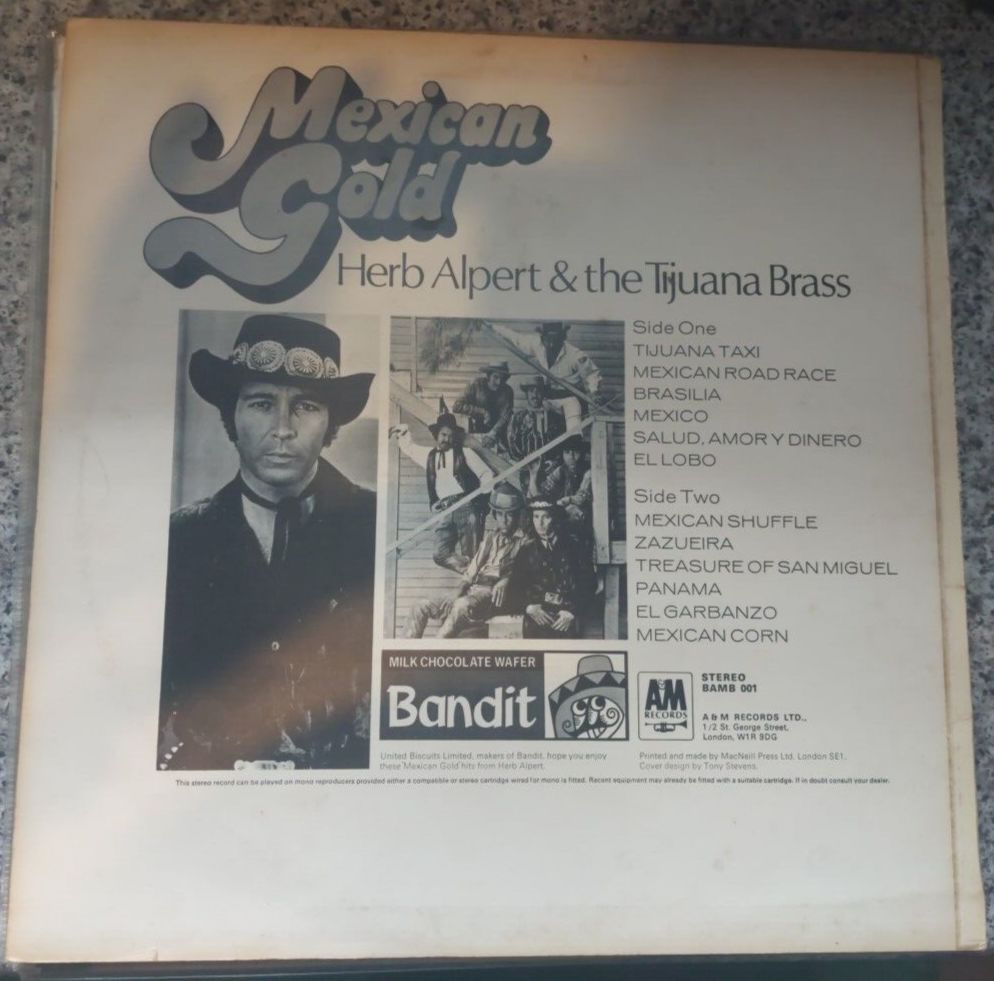 Mexican
Gold
Herb Alpert & the Tijuana Brass
Side One
TIJUANA TAXI
MEXICAN ROAD RACE
BRASILIA
MEXICO
SALUD, AMOR Y DINERO
EL LOBO
Side Two
MEXICAN SHUFFLE
ZAZUEIRA
TREASURE OF SAN MIGUEL
PANAMA
EL GARBANZO
MEXICAN CORN
MILK CHOCOLATE WAFER
Bandit
A&M
RECORDS
STEREO
BAMB 001
A & M RECORDS LTD.,
1/2 St. George Street,
London, W1R 9DG
United Biscuits Limited, makers of Bandit, hope you enjoy
these Mexican Gold hits from Herb Alpert.
Printed and made by MacNeill Press Ltd. London SE1.
Cover design by Tony Stevens.
This stereo record can be played on mono reproducers provided either a compatible or stereo cartridge wired for mono is fitted. Recent equipment may already be fitted with a suitable cartridge. If in doubt consult your dealer.